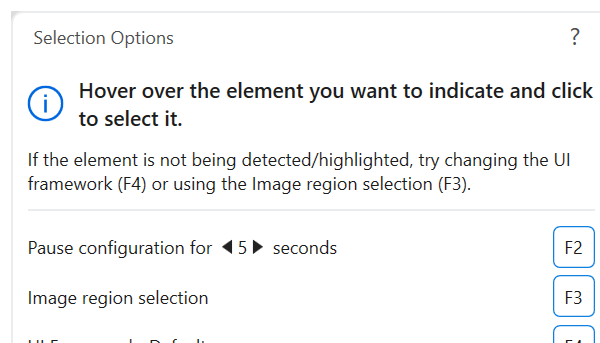 Selection Options ?
Hover over the element you want to indicate and click
to select it.
If the element is not being detected/highlighted, try changing the UI
framework (F4) or using the Image region selection (F3).
Pause configuration for ◀ 5 ▶ seconds F2
Image region selection F3